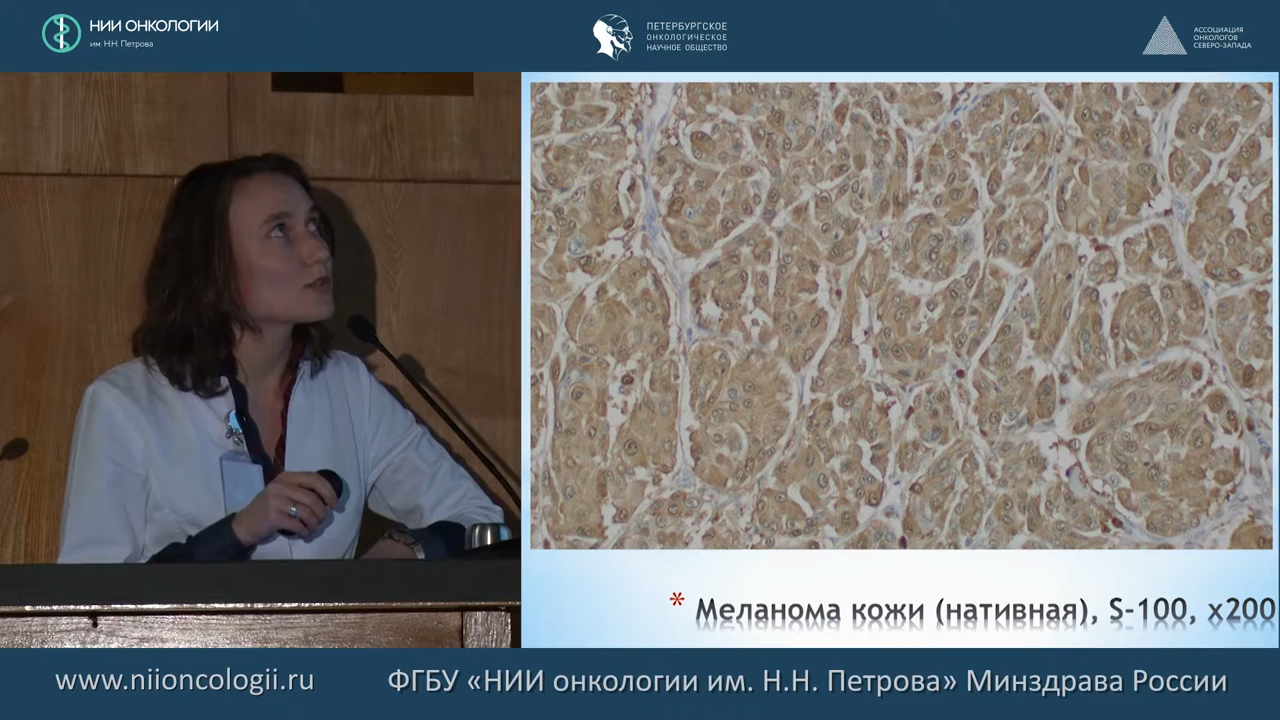 НИИ ОНКОЛОГИИ
им. Н.Н. Петрова
ПЕТЕРБУРГСКОЕ
ОНКОЛОГИЧЕСКОЕ
НАУЧНОЕ ОБЩЕСТВО
АССОЦИАЦИЯ
ОНКОЛОГОВ
СЕВЕРО-ЗАПАДА
* Меланома кожи (нативная), S-100, x200
www.niioncologii.ru
ФГБУ «НИИ онкологии им. Н.Н. Петрова» Минздрава России